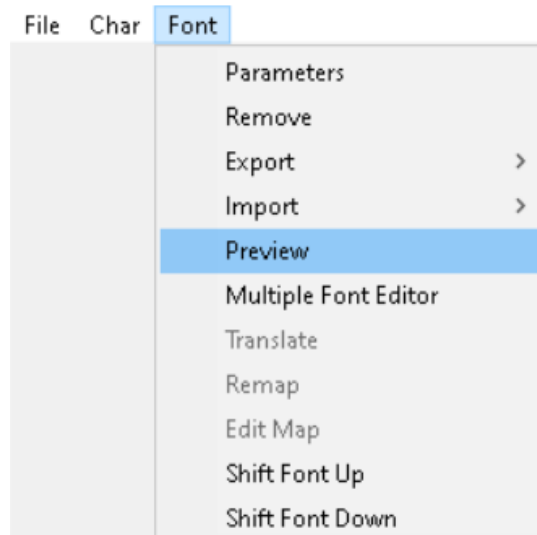 File Char Font
Parameters
Remove
Export
Import
Preview
Multiple Font Editor
Translate
Remap
Edit Map
Shift Font Up
Shift Font Down